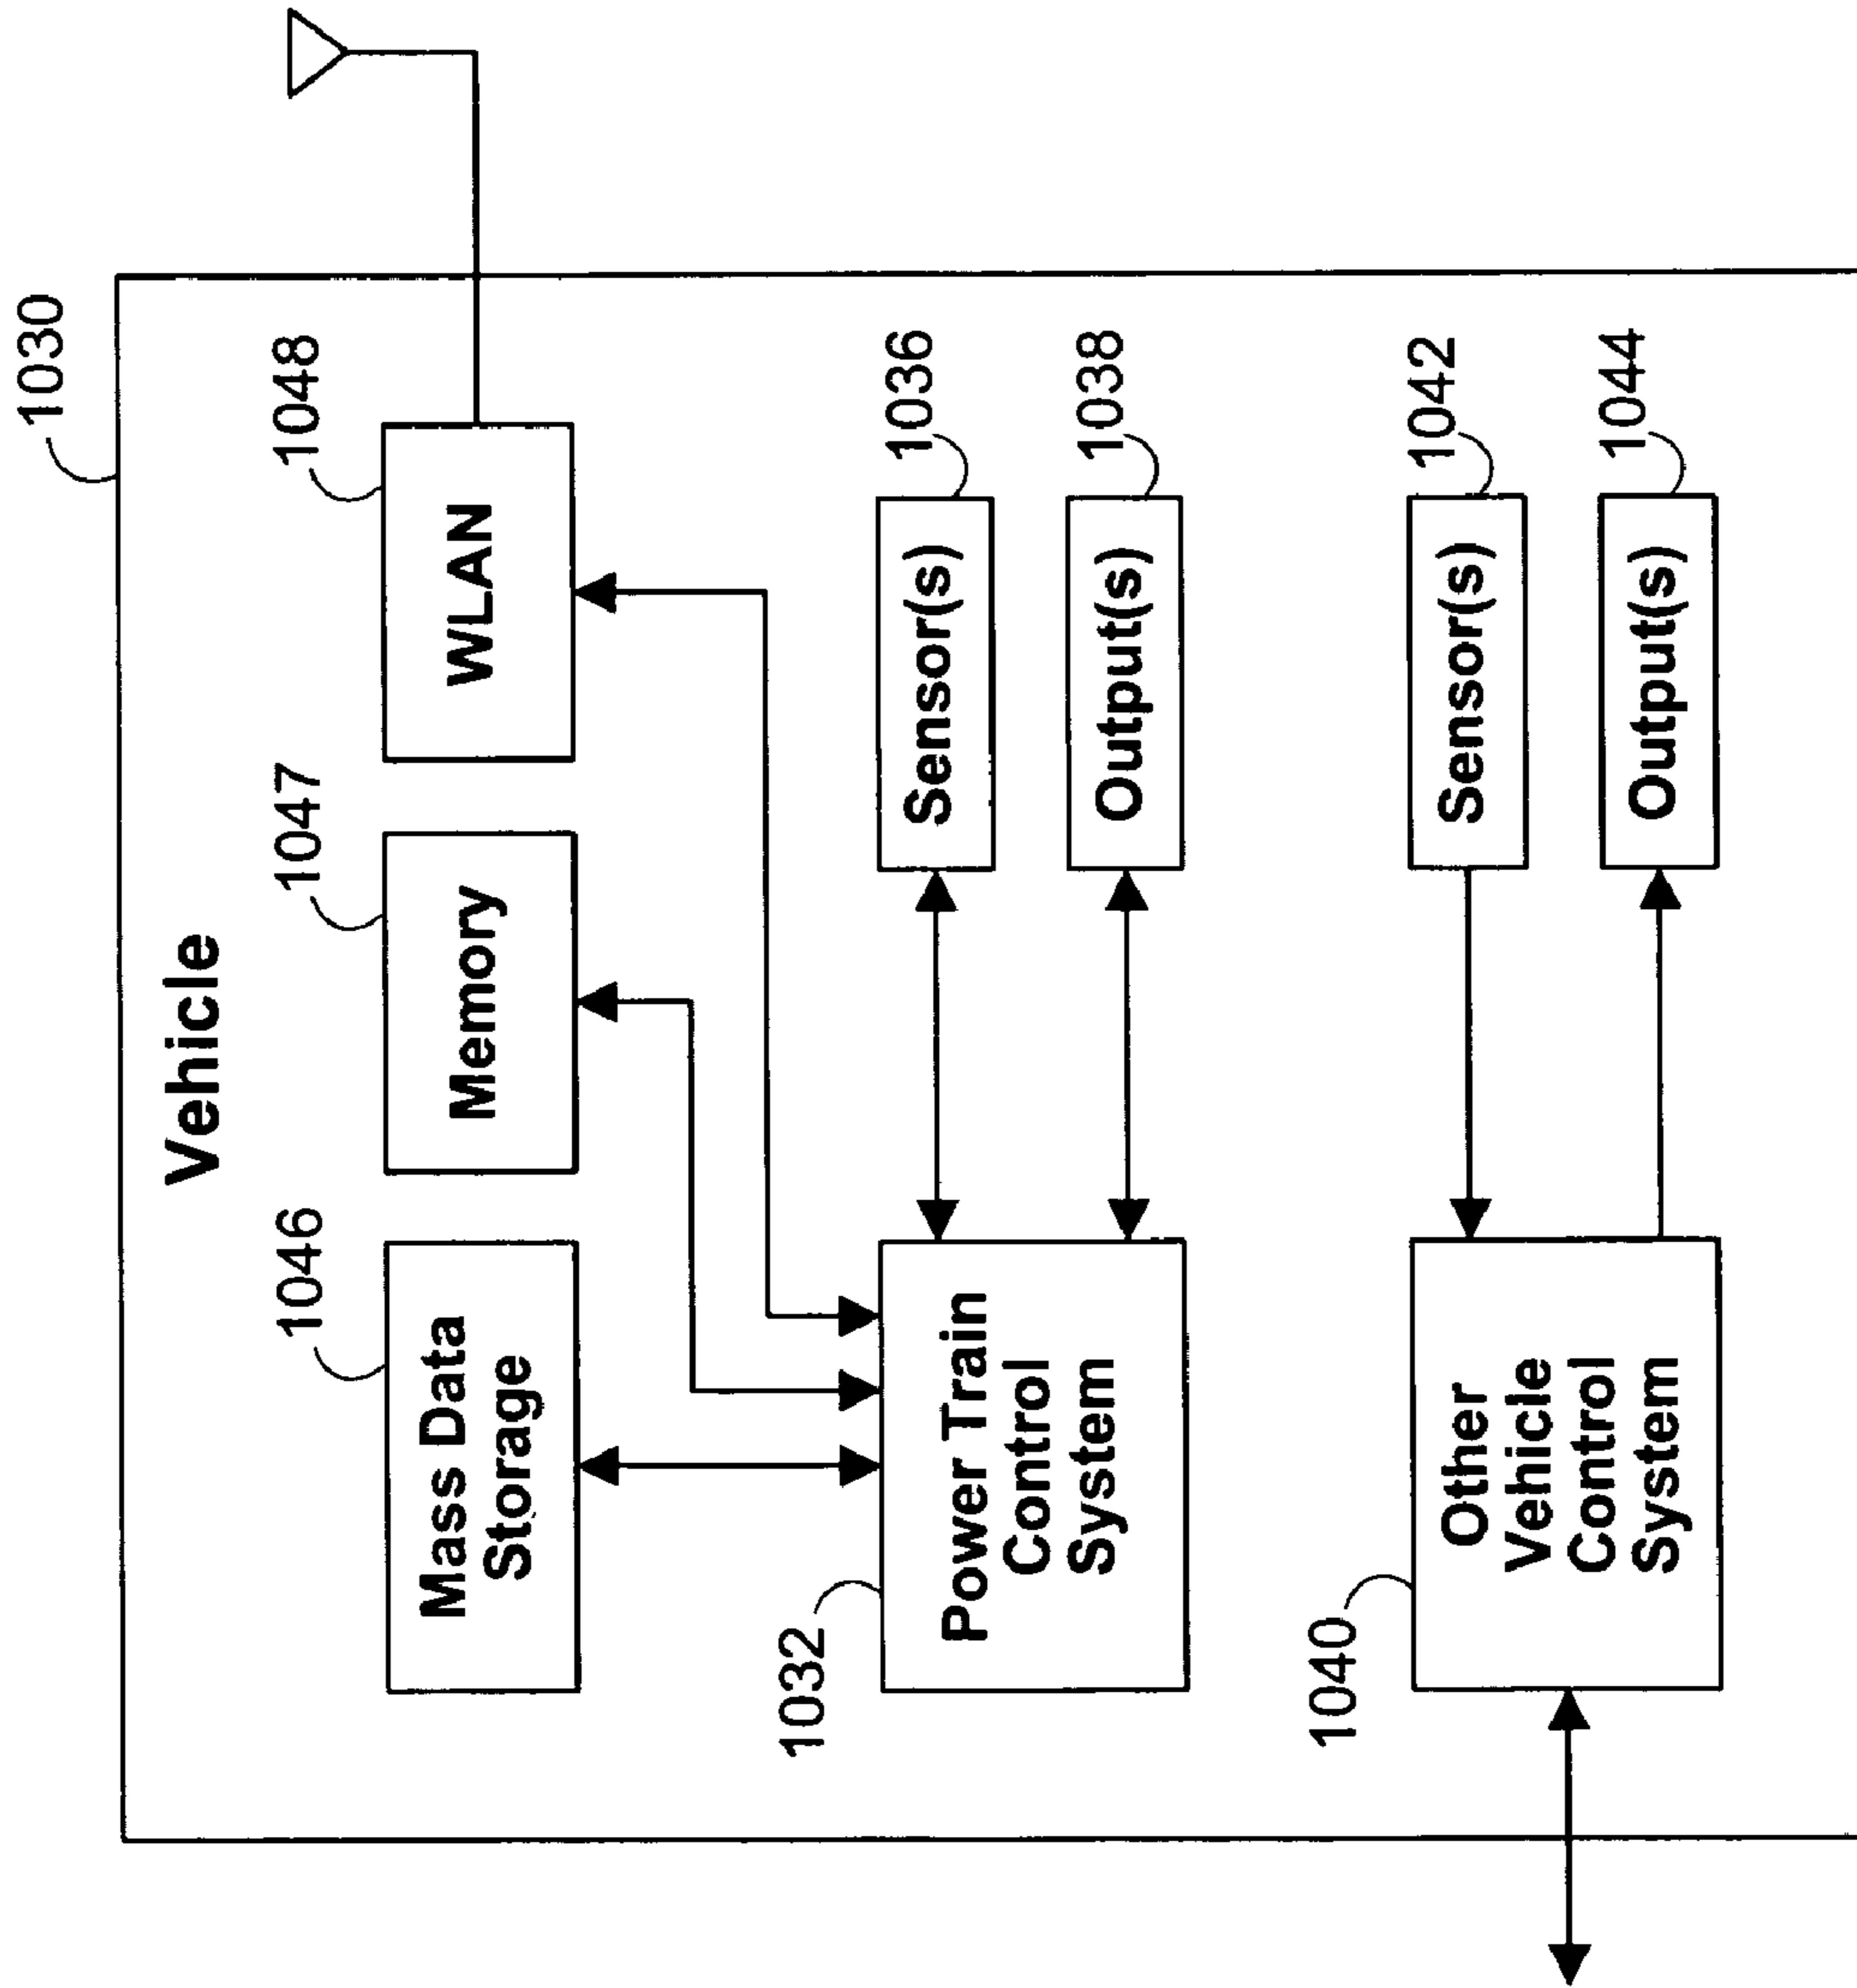 1030
Vehicle
1046
1047
1048
Mass Data
Storage
Memory
WLAN
1032
Power Train
Control
System
Sensor(s)
1036
Output(s)
1038
1040
Other
Vehicle
Control
System
Sensor(s)
1042
Output(s)
1044